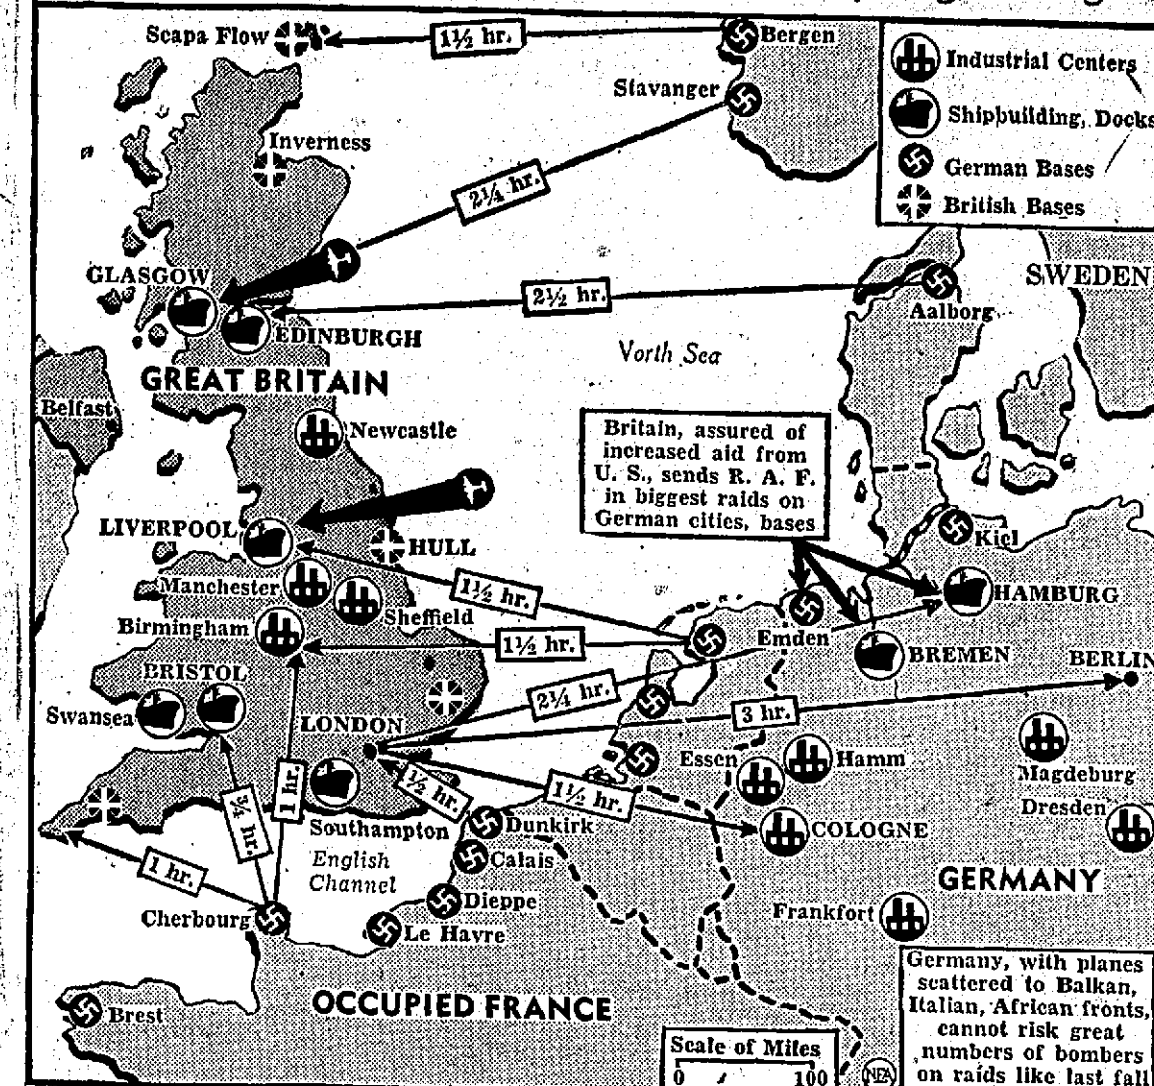 Scapa Flow
1½ hr.
Bergen
Industrial Centers
Stavanger
Shipbuilding, Docks
Inverness
German Bases
2¼ hr.
British Bases
GLASGOW
SWEDEN
2½ hr.
Aalborg
EDINBURGH
North Sea
GREAT BRITAIN
Belfast
Newcastle
Britain, assured of
increased aid from
U. S., sends R. A. F.
in biggest raids on
German cities, bases
LIVERPOOL
HULL
Kiel
Manchester
1½ hr.
HAMBURG
Sheffield
Birmingham
1½ hr.
Emden
BREMEN
BERLIN
BRISTOL
2¼ hr.
Swansea
LONDON
3 hr.
Essen
Hamm
Magdeburg
1 hr.
½ hr.
1½ hr.
Dresden
¾ hr.
Southampton
Dunkirk
COLOGNE
English
Channel
Calais
1 hr.
GERMANY
Dieppe
Cherbourg
Le Havre
Frankfort
Germany, with planes
scattered to Balkan,
Italian, African fronts,
cannot risk great
numbers of bombers
on raids like last fall
OCCUPIED FRANCE
Brest
Scale of Miles
0 100
NEA